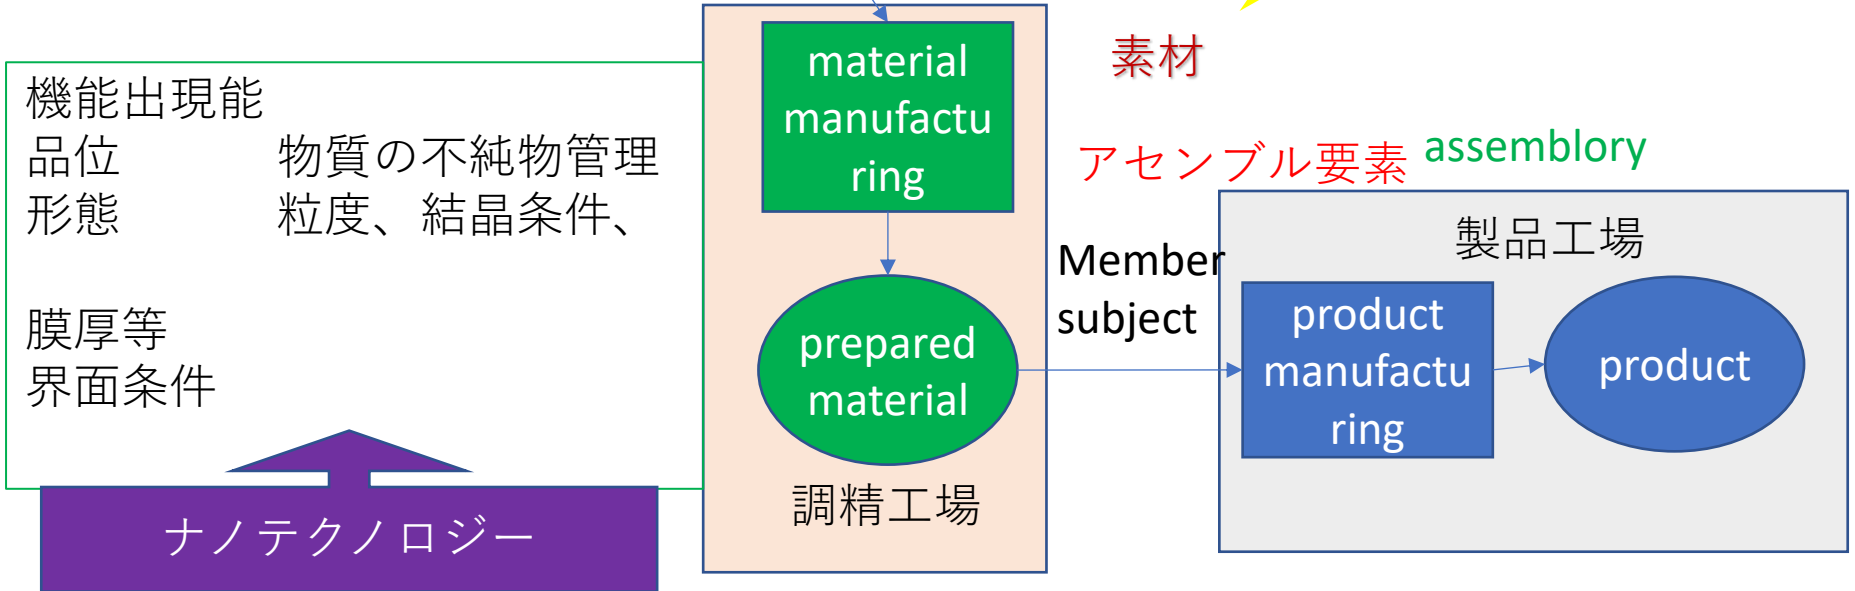 機能出現能
品位 物質の不純物管理
形態 粒度、結晶条件、
膜厚等
界面条件
ナノテクノロジー
material
manufactu
ring
prepared
material
調精工場
素材
アセンブル要素 assemblory
Member
subject
製品工場
product
manufactu
ring
product